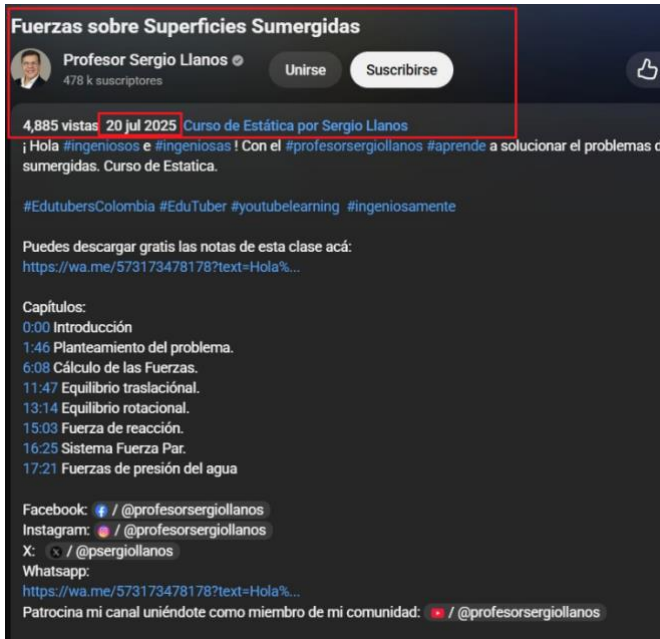 Fuerzas sobre Superficies Sumergidas
Profesor Sergio Llanos
478 k suscriptores
Unirse
Suscribirse
4,885 vistas 20 jul 2025 Curso de Estática por Sergio Llanos
¡Hola #ingeniosos e #ingeniosas ! Con el #profesorsergiollanos #aprende a solucionar el problemas
sumergidas. Curso de Estatica.
#EdutubersColombia #EduTuber #youtubelearning #ingeniosamente
Puedes descargar gratis las notas de esta clase acá:
https://wa.me/573173478178?text=Hola%...
Capítulos:
0:00 Introducción
1:46 Planteamiento del problema.
6:08 Cálculo de las Fuerzas.
11:47 Equilibrio traslaciónal.
13:14 Equilibrio rotacional.
15:03 Fuerza de reacción.
16:25 Sistema Fuerza Par.
17:21 Fuerzas de presión del agua
Facebook: / @profesorsergiollanos
Instagram: / @profesorsergiollanos
X: / @psergiollanos
Whatsapp:
https://wa.me/573173478178?text=Hola%...
Patrocina mi canal uniéndote como miembro de mi comunidad: / @profesorsergiollanos